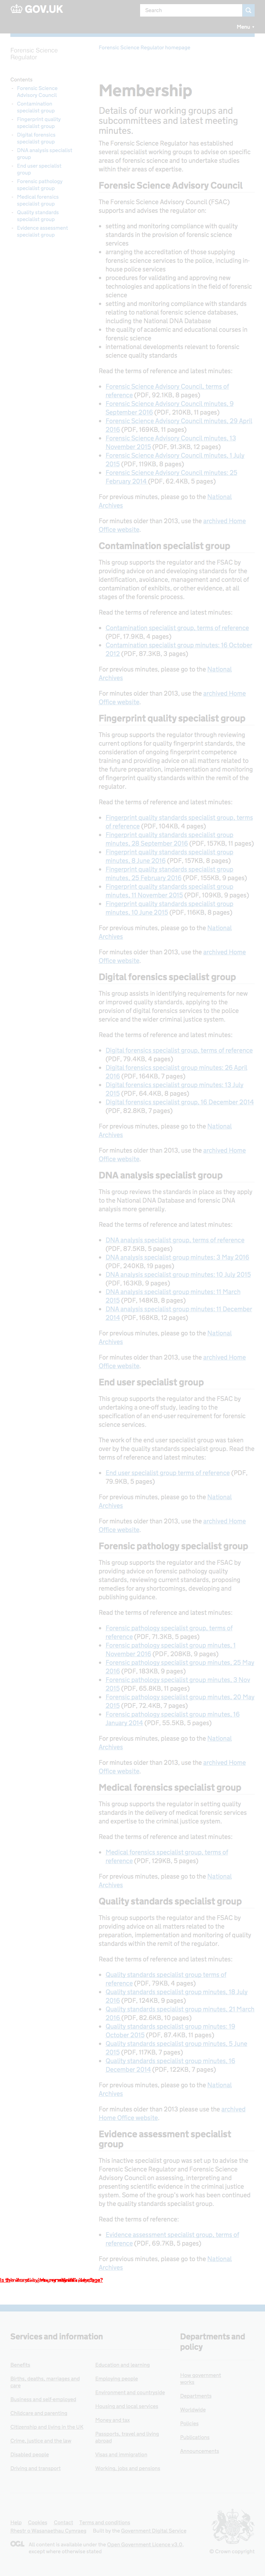 GOV.UK
Search
Menu
Forensic Science
Regulator
Forensic Science Regulator homepage
Contents
Forensic Science
Advisory Council
Contamination
specialist group
Fingerprint quality
specialist group
Digital forensics
specialist group
DNA analysis specialist
group
End user specialist
group
Forensic pathology
specialist group
Medical forensics
specialist group
Quality standards
specialist group
Evidence assessment
specialist group
Membership
Details of our working groups and
subcommittees and latest meeting
minutes.
The Forensic Science Regulator has established
several advisory groups to advise and assist in
different areas of expertise.
Forensic Science Advisory Council
The Forensic Science Advisory Council (FSAC)
supports and advises the regulator on:
setting and monitoring compliance with quality
standards in the provision of forensic science
services
arranging the accreditation of those supplying
forensic science services to the police, including in-
house police services
procedures for validating and approving new
technologies and applications in the field of forensic
science
setting and monitoring compliance with standards
relating to national forensic science databases,
including the National DNA Database
the quality of academic and educational courses in
forensic science
international developments relevant to forensic
science quality standards
Read the terms of reference and latest minutes:
Forensic Science Advisory Council, terms of
reference (PDF, 92.1KB, 8 pages)
Forensic Science Advisory Council minutes, 9
September 2016 (PDF, 210KB, 11 pages)
Forensic Science Advisory Council minutes, 29 April
2016 (PDF, 169KB, 11 pages)
Forensic Science Advisory Council minutes, 13
November 2015 (PDF, 91.3KB, 12 pages)
Forensic Science Advisory Council minutes, 1 July
2015 (PDF, 119KB, 8 pages)
Forensic Science Advisory Council minutes, 25
February 2014 (PDF, 62.4KB, 5 pages)
For previous minutes, please go to the National
Archives
For minutes older than 2013, use the archived Home
Office website.
Contamination specialist group
This group supports the regulator and the FSAC by
advice and developing standards for the
identification, avoidance, management and control
of contamination of exhibits, or other evidence, at all
stages of the forensic process.
Read the terms of reference and latest minutes:
Contamination specialist group, terms of reference
(PDF, 17.9KB, 4 pages)
Contamination specialist group minutes, 16 October
2012 (PDF, 87.3KB, 3 pages)
For previous minutes, please go to the National
Archives
For minutes older than 2013, use the archived Home
Office website.
Fingerprint quality specialist group
This group supports the regulator through reviewing
current options for quality fingerprint standards, the
consideration of ongoing fingerprint competence
training and providing assurance on all matters related
to the preparation, implementation and monitoring of
quality fingerprint standards.
Read the terms of reference and latest minutes:
Fingerprint quality standards specialist group, terms
of reference (PDF, 104KB, 4 pages)
Fingerprint quality standards specialist group
minutes, 28 September 2016 (PDF, 157KB, 11 pages)
Fingerprint quality standards specialist group
minutes, 8 June 2016 (PDF, 157KB, 8 pages)
Fingerprint quality standards specialist group
minutes, 25 February 2016 (PDF, 155KB, 9 pages)
Fingerprint quality standards specialist group
minutes, 11 November 2015 (PDF, 109KB, 9 pages)
Fingerprint quality standards specialist group
minutes, 10 June 2015 (PDF, 116KB, 8 pages)
For previous minutes, please go to the National
Archives
For minutes older than 2013, use the archived Home
Office website.
Digital forensics specialist group
This group assists in identifying requirements for new
or improved quality standards, applying to the
provision of digital forensics services to the police
service and the wider criminal justice system.
Read the terms of reference and latest minutes:
Digital forensics specialist group, terms of reference
(PDF, 79.4KB, 4 pages)
Digital forensics specialist group minutes, 26 April
2016 (PDF, 164KB, 7 pages)
Digital forensics specialist group minutes, 13 July
2015 (PDF, 64.4KB, 8 pages)
Digital forensics specialist group, 16 December 2014
(PDF, 82.8KB, 7 pages)
For previous minutes, please go to the National
Archives
For minutes older than 2013, use the archived Home
Office website.
DNA analysis specialist group
This group reviews the standards in place as they apply
to the National DNA Database and forensic DNA
analysis more generally.
Read the terms of reference and latest minutes:
DNA analysis specialist group, terms of reference
(PDF, 87.5KB, 5 pages)
DNA analysis specialist group minutes, 3 May 2016
(PDF, 240KB, 19 pages)
DNA analysis specialist group minutes, 10 July 2015
(PDF, 183KB, 9 pages)
DNA analysis specialist group minutes, 11 March
2015 (PDF, 148KB, 8 pages)
DNA analysis specialist group minutes, 11 December
2014 (PDF, 168KB, 12 pages)
For previous minutes, please go to the National
Archives
For minutes older than 2013, use the archived Home
Office website.
End user specialist group
This group supports the regulator and the FSAC by
undertaking a process of study, leading to the
assessment of end-user requirements for forensic
science services.
The work of the end user specialist group was taken
over by the quality standards specialist group. Read the
terms of reference and latest minutes:
End user specialist group terms of reference (PDF,
79.9KB, 5 pages)
For previous minutes, please go to the National
Archives
For minutes older than 2013, use the archived Home
Office website.
Forensic pathology specialist group
This group supports the regulator and the FSAC by
providing advice on forensic pathology quality
standards, reviewing relevant standards, proposing
remedies for any shortcomings, and developing
policy and publishing guidance.
Read the terms of reference and latest minutes:
Forensic pathology specialist group, terms of
reference (PDF, 71.3KB, 5 pages)
Forensic pathology specialist group minutes, 1
November 2016 (PDF, 208KB, 9 pages)
Forensic pathology specialist group minutes, 25 May
2016 (PDF, 183KB, 9 pages)
Forensic pathology specialist group minutes, 3 Nov
2015 (PDF, 65.8KB, 11 pages)
Forensic pathology specialist group minutes, 20 May
2015 (PDF, 72.4KB, 7 pages)
Forensic pathology specialist group minutes, 16
January 2014 (PDF, 55.5KB, 5 pages)
For previous minutes, please go to the National
Archives
For minutes older than 2013, use the archived Home
Office website.
Medical forensics specialist group
This group supports the regulator in setting quality
standards in the delivery of medical forensic services
in the criminal justice system.
Read the terms of reference and latest minutes:
Medical forensics specialist group, terms of
reference (PDF, 129KB, 5 pages)
For previous minutes, please go to the National
Archives
Quality standards specialist group
This group supports the regulator and the FSAC by
providing advice on all matters related to the
preparation, implementation and monitoring of quality
standards within the remit of the regulator.
Read the terms of reference and latest minutes:
Quality standards specialist group terms of
reference (PDF, 79KB, 4 pages)
Quality standards specialist group minutes, 18 July
2016 (PDF, 124KB, 9 pages)
Quality standards specialist group minutes, 21 March
2016 (PDF, 82.6KB, 10 pages)
Quality standards specialist group minutes, 19
October 2015 (PDF, 87.4KB, 11 pages)
Quality standards specialist group minutes, 5 June
2015 (PDF, 117KB, 7 pages)
Quality standards specialist group minutes, 16
December 2014 (PDF, 122KB, 7 pages)
For previous minutes, please go to the National
Archives
For minutes older than 2013 please use the archived
Home Office website.
Evidence assessment specialist
group
This inactive specialist group was set up to advise the
Forensic Science Regulator and Forensic Science
Advisory Council on assessing, interpreting and
presenting scientific evidence in the criminal justice
system. Some of the group's work has been continued
by the quality standards specialist group.
Read the terms of reference:
Evidence assessment specialist group, terms of
reference (PDF, 69.7KB, 5 pages)
For previous minutes, please go to the National
Archives
Services and information
Benefits
Births, deaths, marriages and
care
Business and self-employed
Childcare and parenting
Citizenship and living in the UK
Crime, justice and the law
Disabled people
Driving and transport
Education and learning
Employing people
Environment and countryside
Housing and local services
Money and tax
Passports, travel and living
abroad
Visas and immigration
Working, jobs and pensions
Departments and
policy
How government
works
Departments
Worldwide
Policies
Publications
Announcements
Help Cookies Contact Terms and conditions
Rhestr o Wasanaethau Cymraeg Built by the Government Digital Service
OGL All content is available under the Open Government Licence v3.0,
except where otherwise stated
© Crown copyright